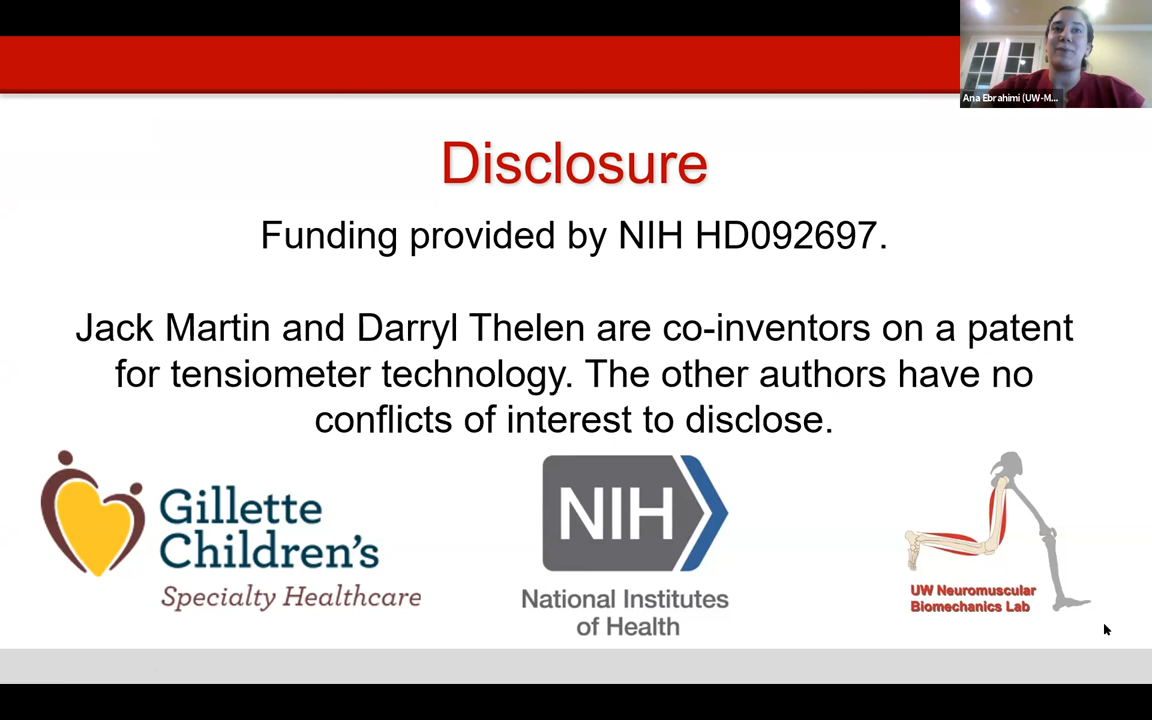 Ana Ebrahimi (UW-M...
Disclosure
Funding provided by NIH HD092697.
Jack Martin and Darryl Thelen are co-inventors on a patent
for tensiometer technology. The other authors have no
conflicts of interest to disclose.
Gillette
Children's
Specialty Healthcare
NIH
National Institutes
of Health
UW Neuromuscular
Biomechanics Lab